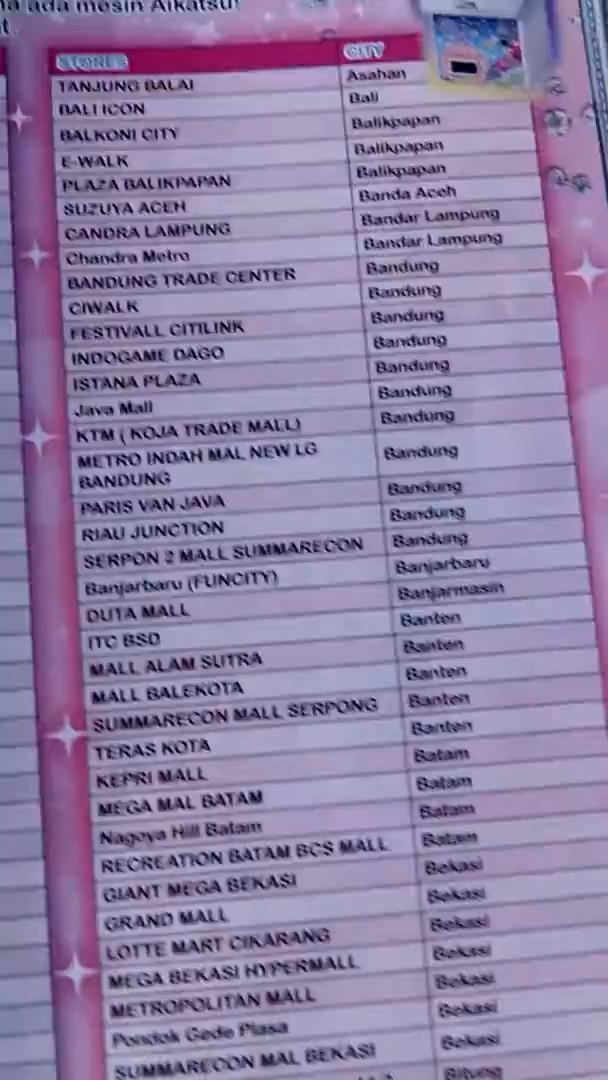 ada mesin Aikatsu!
STORES CITY
TANJUNG BALAI Asahan
BALI ICON Bali
BALKONI CITY Balikpapan
E-WALK Balikpapan
PLAZA BALIKPAPAN Balikpapan
SUZUYA ACEH Banda Aceh
CANDRA LAMPUNG Bandar Lampung
Chandra Metro Bandar Lampung
BANDUNG TRADE CENTER Bandung
CIWALK Bandung
FESTIVALL CITILINK Bandung
INDOGAME DAGO Bandung
ISTANA PLAZA Bandung
Java Mall Bandung
KTM ( KOJA TRADE MALL) Bandung
METRO INDAH MAL NEW LG
BANDUNG Bandung
PARIS VAN JAVA Bandung
RIAU JUNCTION Bandung
SERPON 2 MALL SUMMARECON Bandung
Banjarbaru (FUNCITY) Banjarbaru
DUTA MALL Banjarmasin
ITC BSD Banten
MALL ALAM SUTRA Banten
MALL BALEKOTA Banten
SUMMARECON MALL SERPONG Banten
TERAS KOTA Banten
KEPRI MALL Batam
MEGA MAL BATAM Batam
Nagoya Hill Batam Batam
RECREATION BATAM BCS MALL Batam
GIANT MEGA BEKASI Bekasi
GRAND MALL Bekasi
LOTTE MART CIKARANG Bekasi
MEGA BEKASI HYPERMALL Bekasi
METROPOLITAN MALL Bekasi
Pondok Gede Plasa Bekasi
SUMMARECON MAL BEKASI Bekasi
Bitung